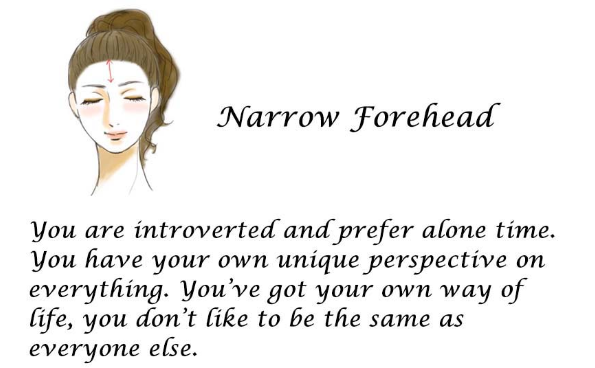 Narrow Forehead
You are introverted and prefer alone time.
You have your own unique perspective on
everything. You’ve got your own way of
life, you don’t like to be the same as
everyone else.